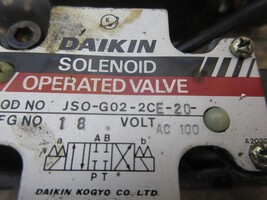 DAIKIN
SOLENOID
OPERATED VALVE
OD NO. JSO-G02-2CE-20-
FG NO. 18 VOLT AC 100
a A B b
P T
DAIKIN KOGYO CO., LTD.